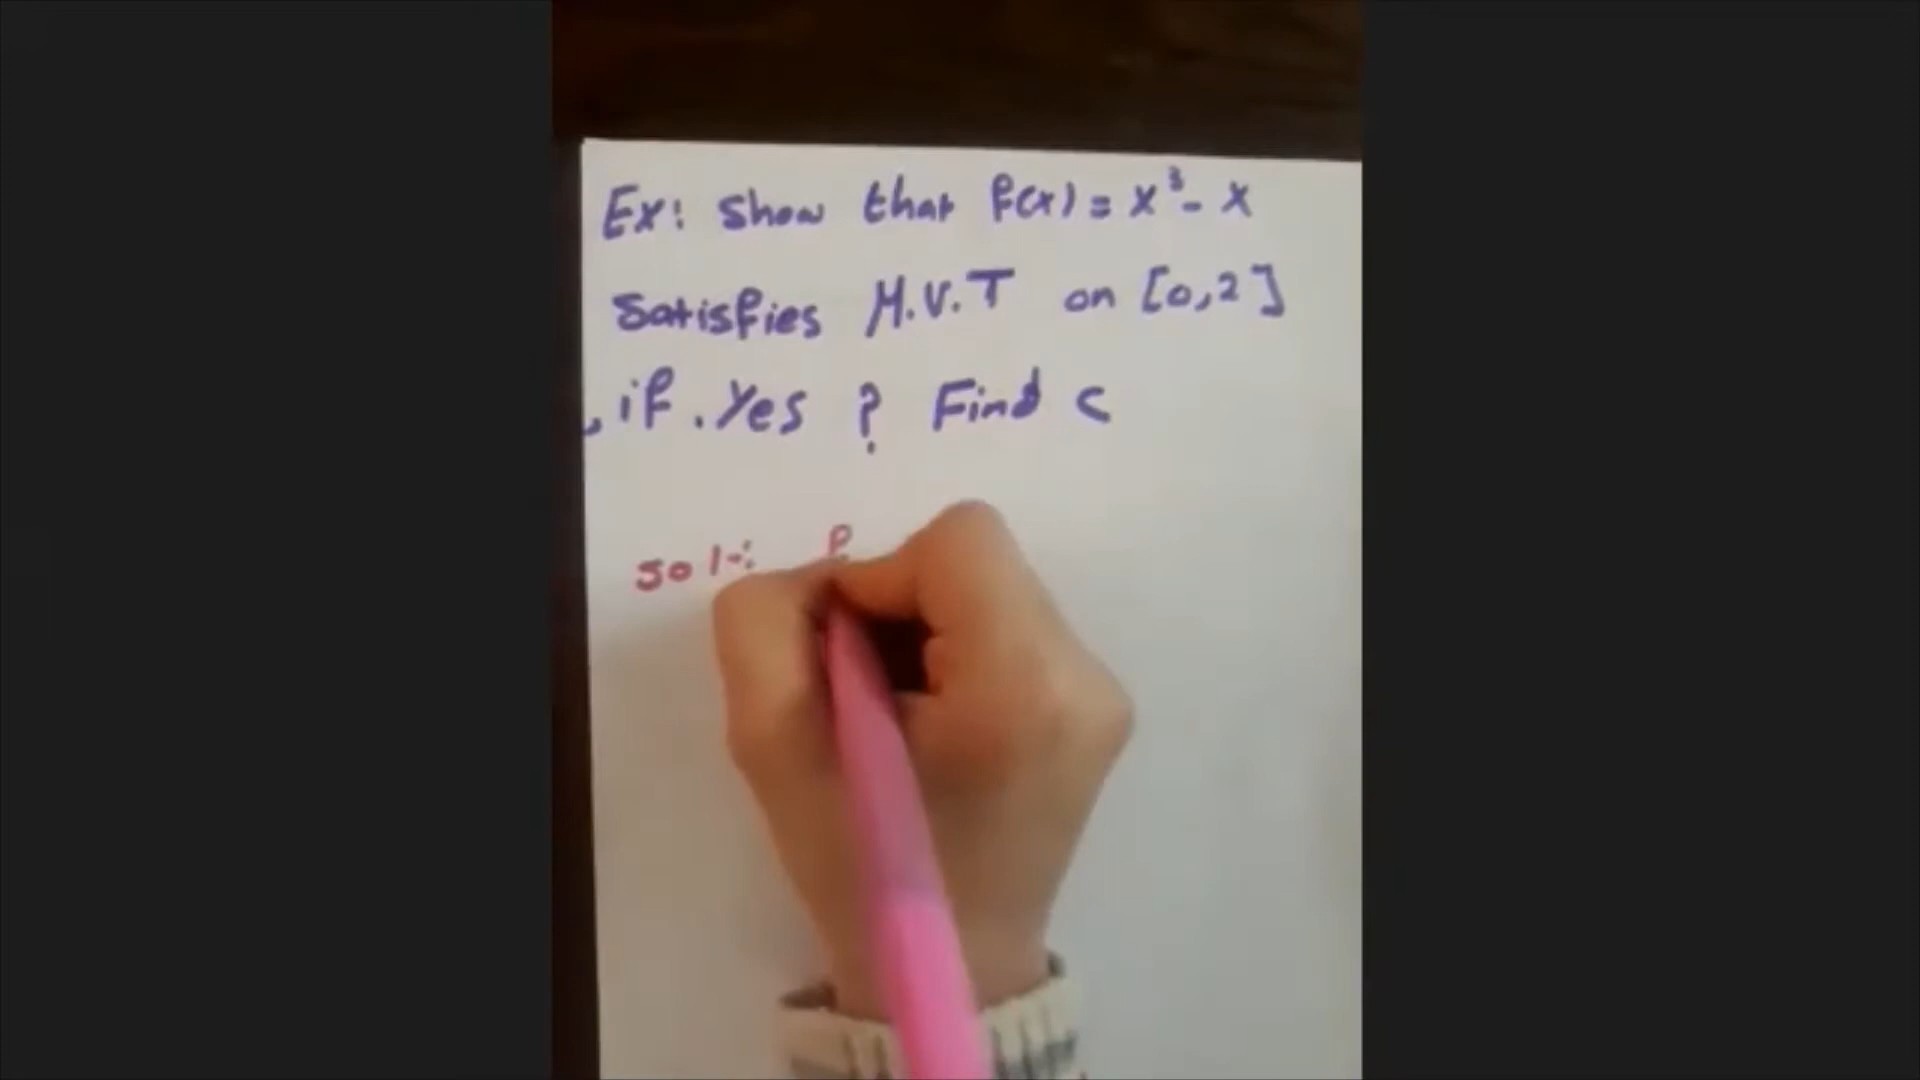 Ex: Show that f(x) = x³- x
Satisfies M.V.T on [0,2]
, if . Yes ? Find c
Sol-: f